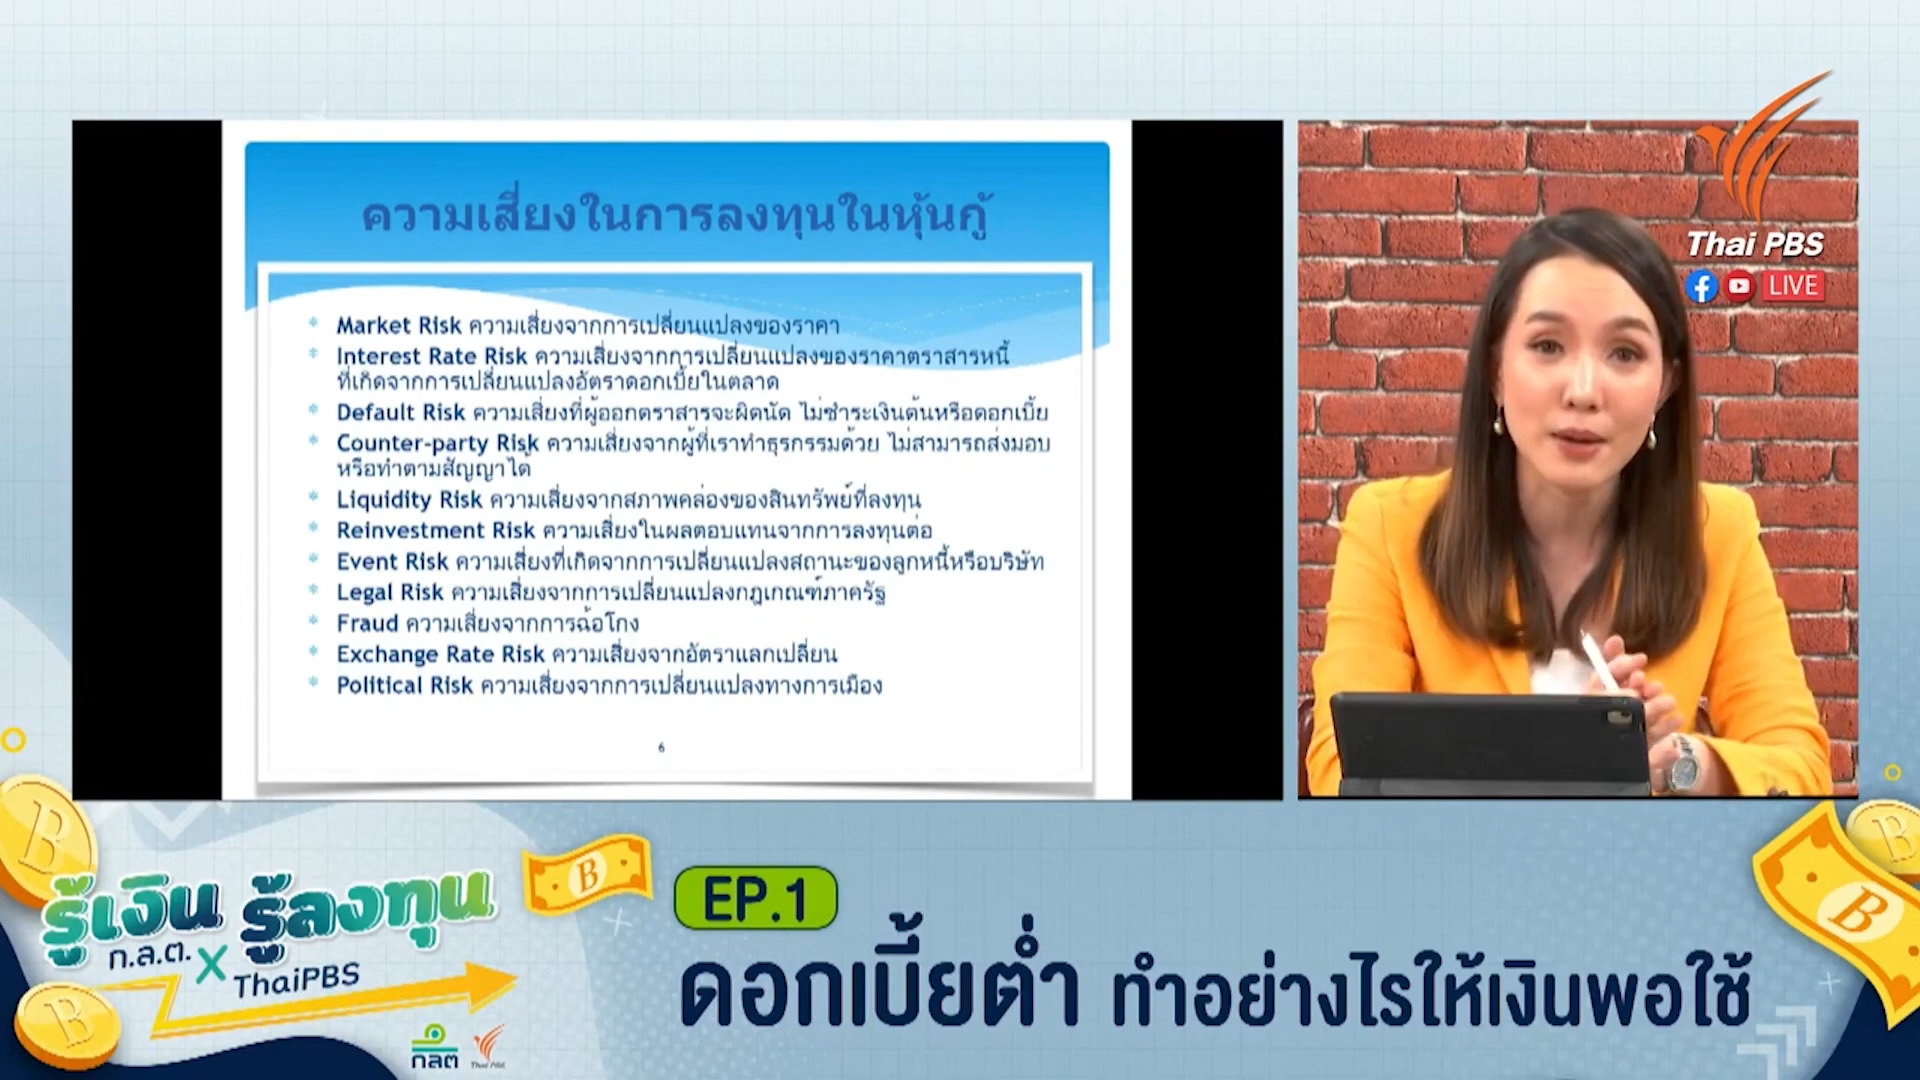 ความเสี่ยงในการลงทุนในหุ้นกู้
Market Risk ความเสี่ยงจากการเปลี่ยนแปลงของราคา
Interest Rate Risk ความเสี่ยงจากการเปลี่ยนแปลงของราคาตราสารหนี้
ที่เกิดจากการเปลี่ยนแปลงอัตราดอกเบี้ยในตลาด
Default Risk ความเสี่ยงที่ผู้ออกตราสารจะผิดนัด ไม่ชำระเงินต้นหรือดอกเบี้ย
Counter-party Risk ความเสี่ยงจากผู้ที่เราทำธุรกรรมด้วย ไม่สามารถส่งมอบ
หรือทำตามสัญญาได้
Liquidity Risk ความเสี่ยงจากสภาพคล่องของสินทรัพย์ที่ลงทุน
Reinvestment Risk ความเสี่ยงในผลตอบแทนจากการลงทุนต่อ
Event Risk ความเสี่ยงที่เกิดจากการเปลี่ยนแปลงสถานะของลูกหนี้หรือบริษัท
Legal Risk ความเสี่ยงจากการเปลี่ยนแปลงกฎเกณฑ์ภาครัฐ
Fraud ความเสี่ยงจากการฉ้อโกง
Exchange Rate Risk ความเสี่ยงจากอัตราแลกเปลี่ยน
Political Risk ความเสี่ยงจากการเปลี่ยนแปลงทางการเมือง
6
Thai PBS
LIVE
รู้เงิน รู้ลงทุน
ก.ล.ต. X ThaiPBS
กลต Thai PBS
EP.1
ดอกเบี้ยต่ำ ทำอย่างไรให้เงินพอใช้